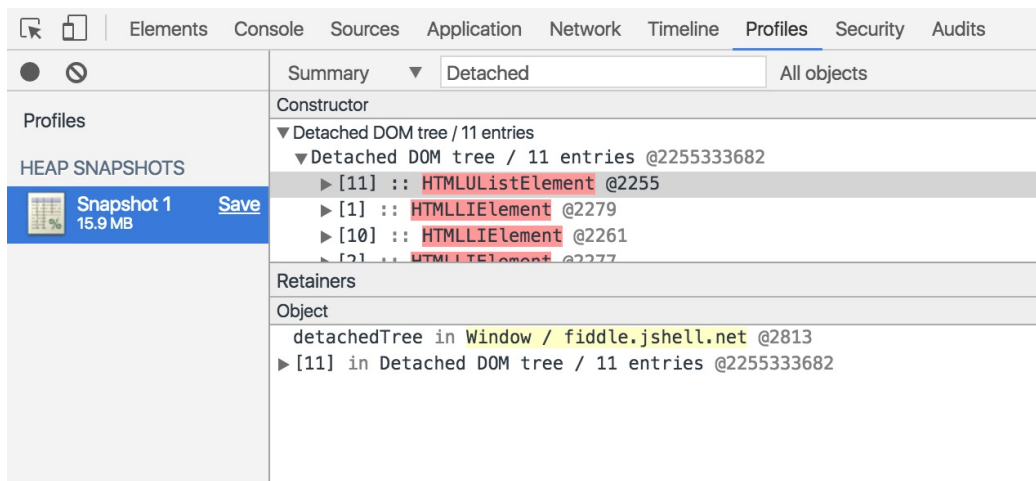 Elements Console Sources Application Network Timeline Profiles Security Audits
Summary ▼ Detached All objects
Profiles
HEAP SNAPSHOTS
Snapshot 1 Save
15.9 MB
Constructor
▼Detached DOM tree / 11 entries
▼Detached DOM tree / 11 entries @2255333682
▶[11] :: HTMLUListElement @2255
▶[1] :: HTMLLIElement @2279
▶[10] :: HTMLLIElement @2261
▶[2] :: HTMLLIElement @2277
Retainers
Object
detachedTree in Window / fiddle.jshell.net @2813
▶[11] in Detached DOM tree / 11 entries @2255333682